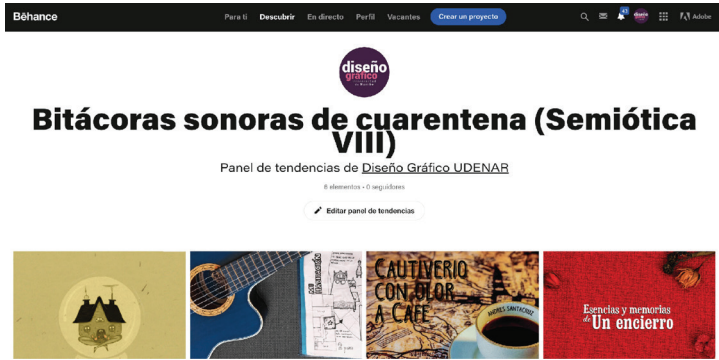 Bēhance
Para ti Descubrir En directo Perfil Vacantes Crear un proyecto
Adobe
diseño
gráfico
Bitácoras sonoras de cuarentena (Semiótica
VIII)
Panel de tendencias de Diseño Gráfico UDENAR
6 elementos • 0 seguidores
Editar panel de tendencias
MI
CAUTIVERIO
CON OLOR
A CAFÉ
ANDRES SANTACRUZ
Esencias y memorias
de Un encierro